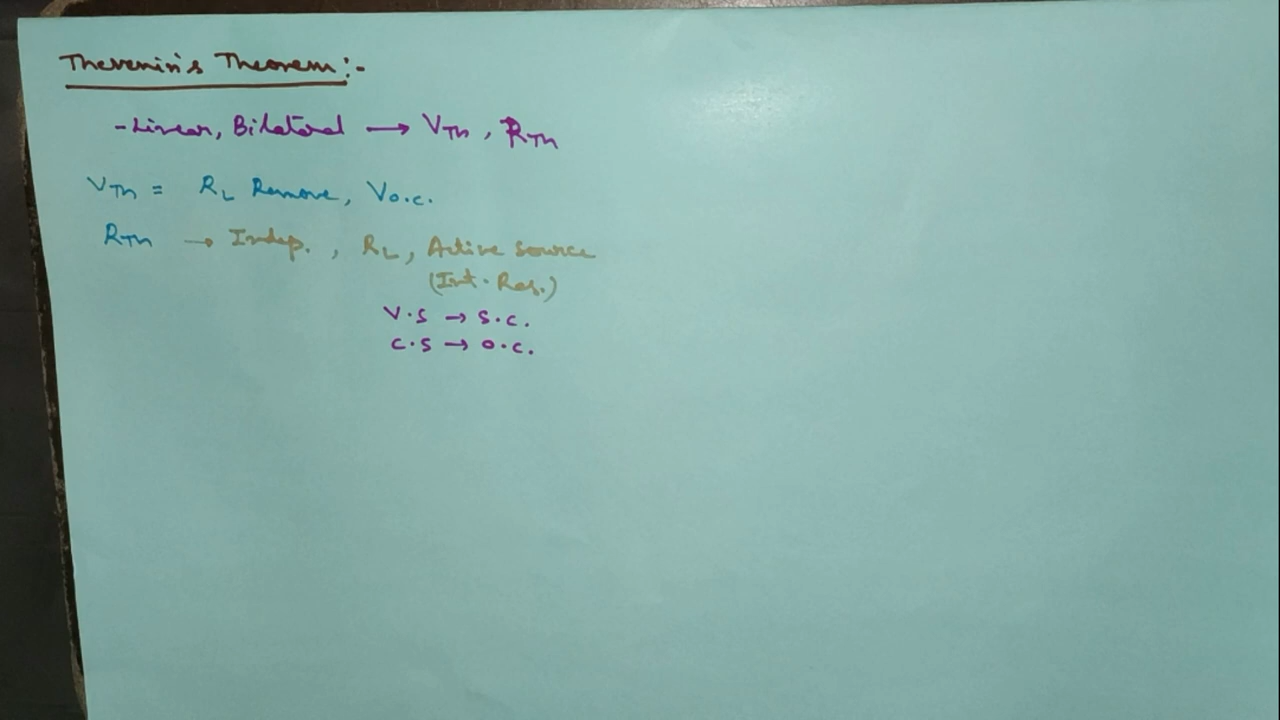 Thevenin's Theorem:-
- Linear, Bilateral → VTh, RTh
VTh = RL Remove, Vo.c.
RTh → Indep., RL, Active source
(Int. Res.)
V.S → S.C.
C.S → O.C.